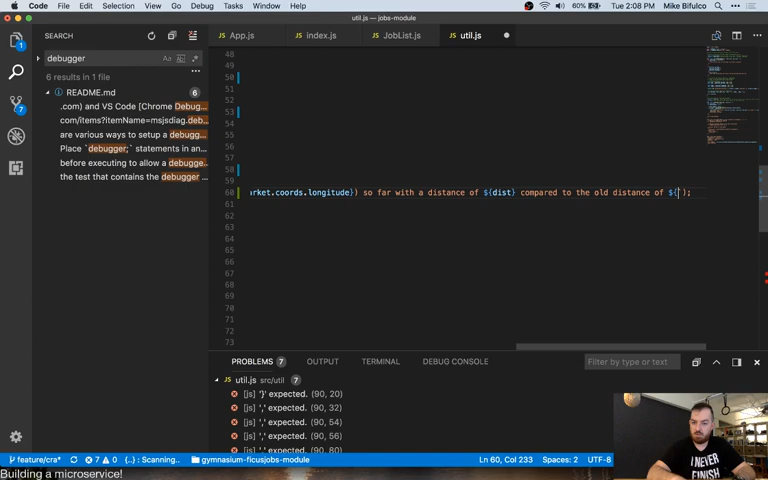 Code File Edit Selection View Go Debug Tasks Window Help
60% Tue 2:08 PM Mike Bifulco
util.js — jobs-module
SEARCH
App.js index.js JobList.js util.js
debugger
Aa Ab|
6 results in 1 file
README.md 6
.com) and VS Code [Chrome Debug...
com/items?itemName=msjsdiag.deb...
are various ways to setup a debugg...
Place `debugger;` statements in an...
before executing to allow a debugge...
the test that contains the debugger ...
48
50
51
52
53
54
55
56
57
58
59
60 arket.coords.longitude}) so far with a distance of ${dist} compared to the old distance of ${`);
61
62
63
64
65
66
67
68
69
70
71
72
73
PROBLEMS 7 OUTPUT TERMINAL DEBUG CONSOLE
Filter by type or text
util.js src/util 7
[js] '}' expected. (90, 20)
[js] ',' expected. (90, 32)
[js] ',' expected. (90, 54)
[js] ',' expected. (90, 56)
[js] ',' expected. (90, 80)
I NEVER
FINISH
feature/cra* 7 0 Scanning.. gymnasium-ficusjobs-module Ln 60, Col 233 Spaces: 2 UTF-8
Building a microservice!
1
7